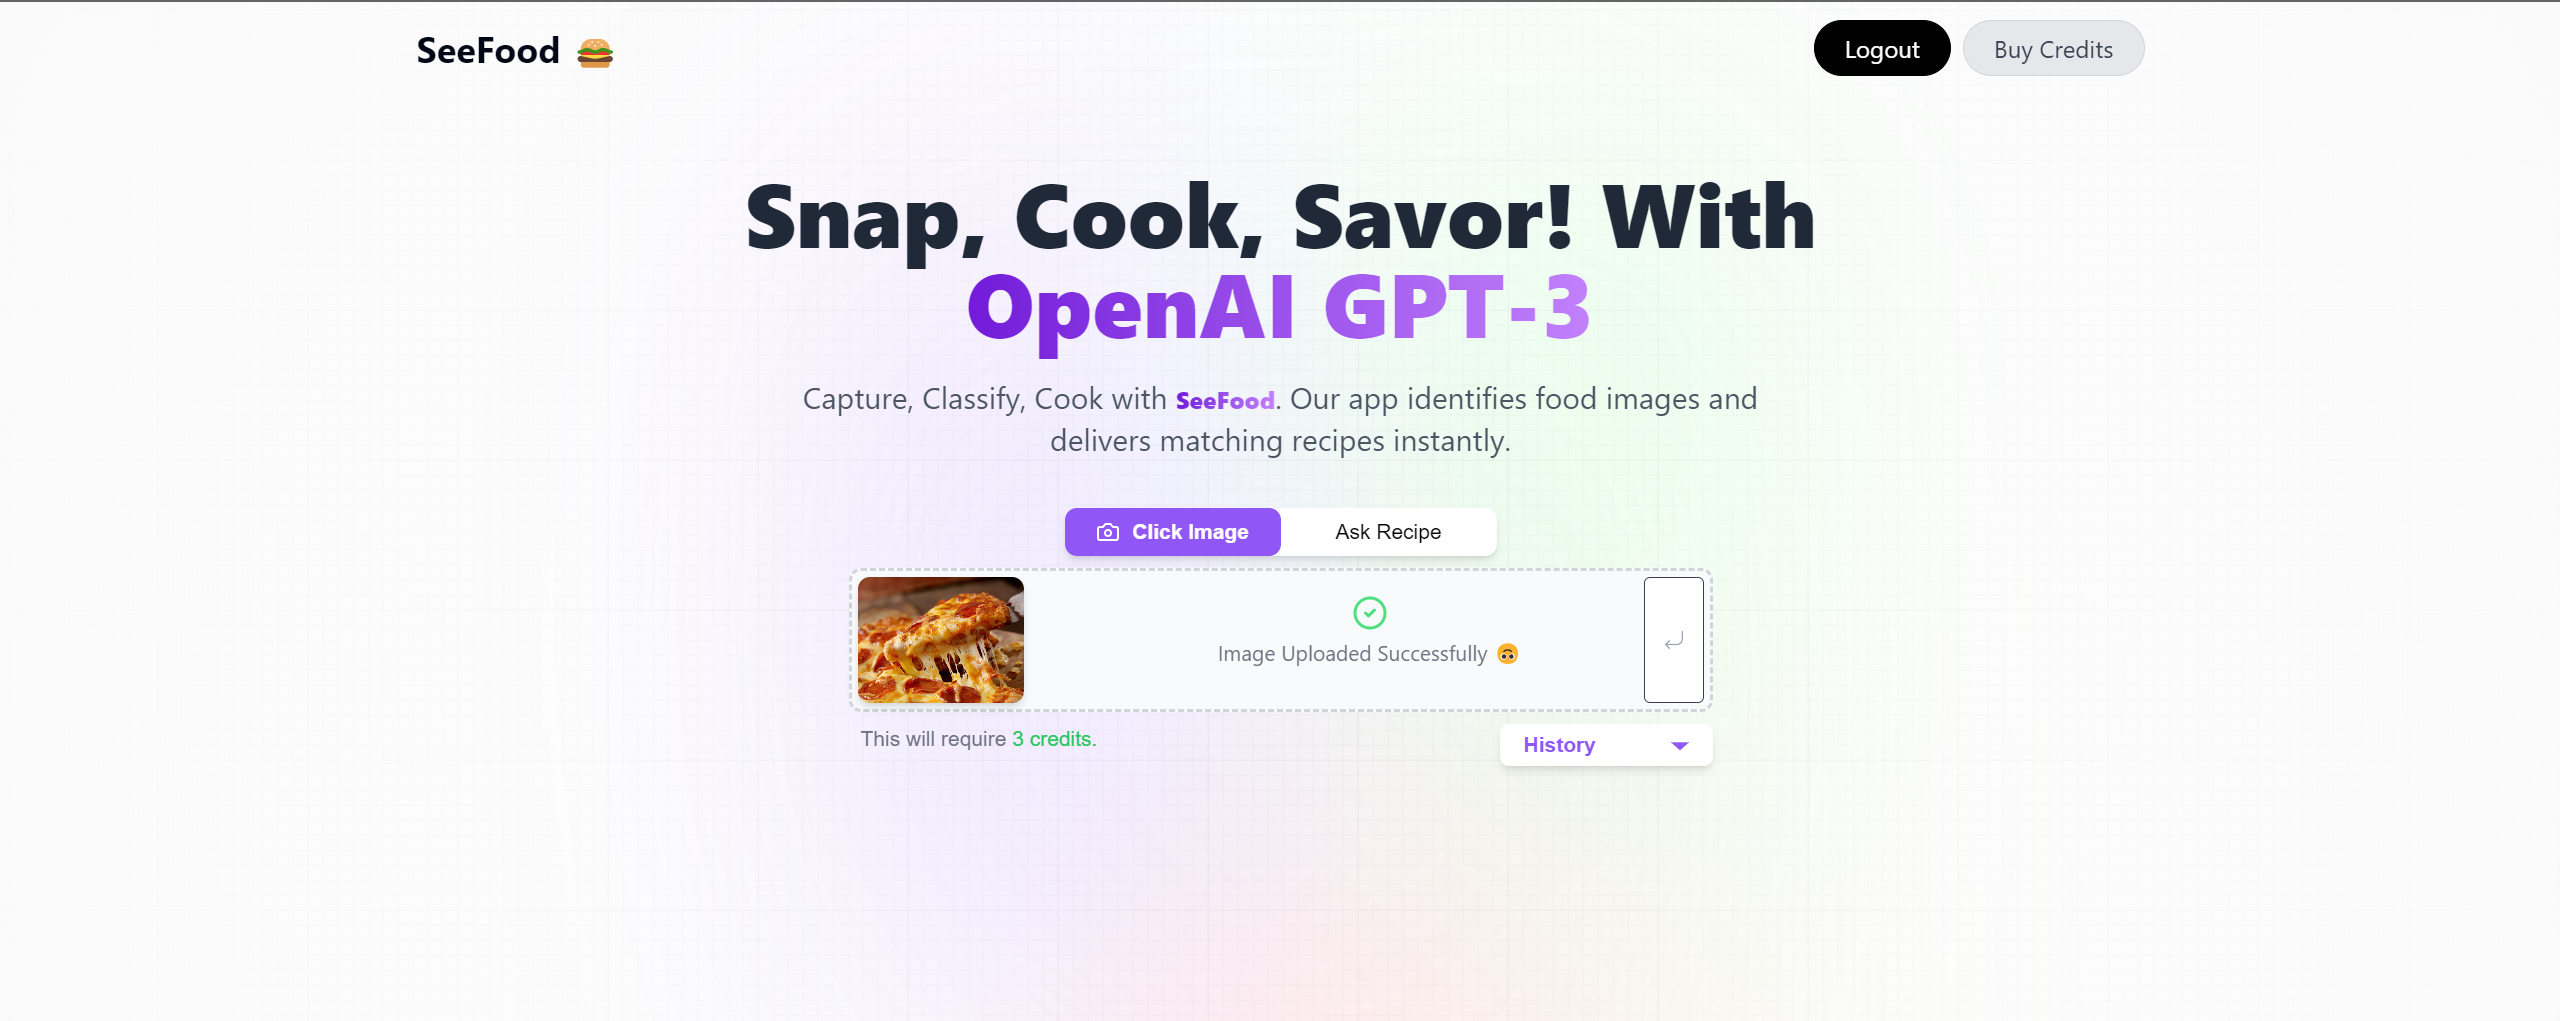 SeeFood
Logout
Buy Credits
Snap, Cook, Savor! With
OpenAI GPT-3
Capture, Classify, Cook with SeeFood. Our app identifies food images and
delivers matching recipes instantly.
Click Image
Ask Recipe
Image Uploaded Successfully
This will require 3 credits.
History